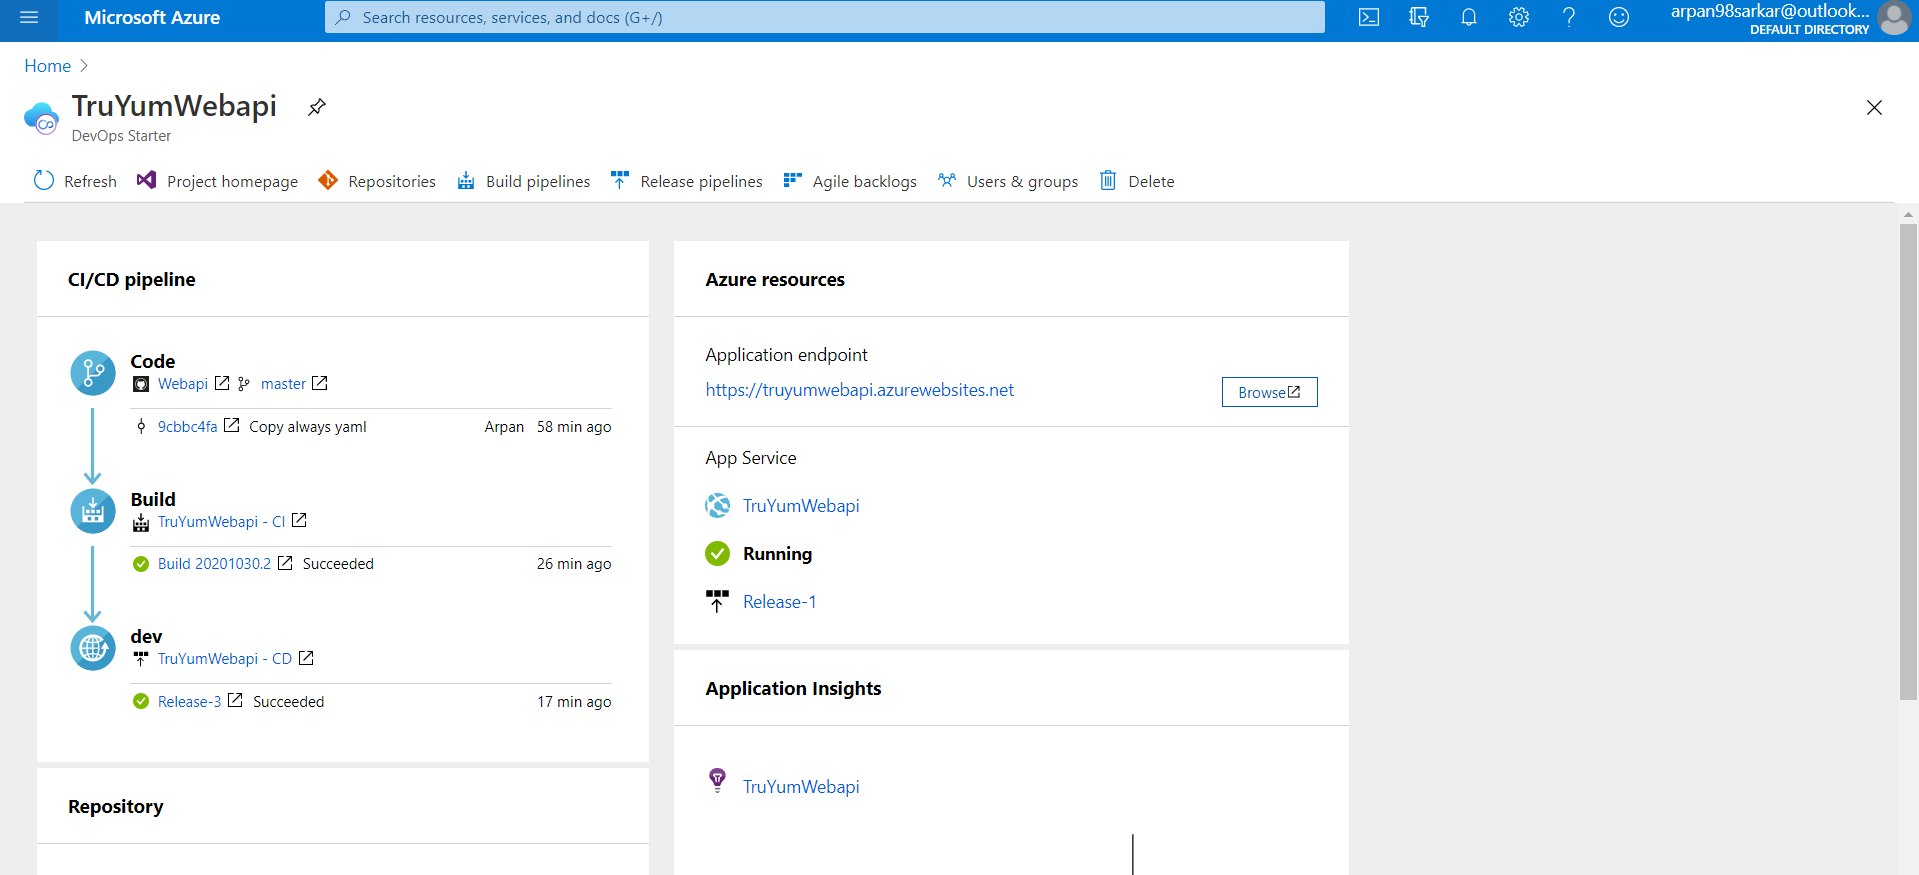 Microsoft Azure
Search resources, services, and docs (G+/)
arpan98sarkar@outlook...
DEFAULT DIRECTORY
Home
TruYumWebapi
DevOps Starter
Refresh Project homepage Repositories Build pipelines Release pipelines Agile backlogs Users & groups Delete
CI/CD pipeline
Code
Webapi master
9cbbc4fa Copy always yaml Arpan 58 min ago
Build
TruYumWebapi - CI
Build 20201030.2 Succeeded 26 min ago
dev
TruYumWebapi - CD
Release-3 Succeeded 17 min ago
Repository
Azure resources
Application endpoint
https://truyumwebapi.azurewebsites.net Browse
App Service
TruYumWebapi
Running
Release-1
Application Insights
TruYumWebapi